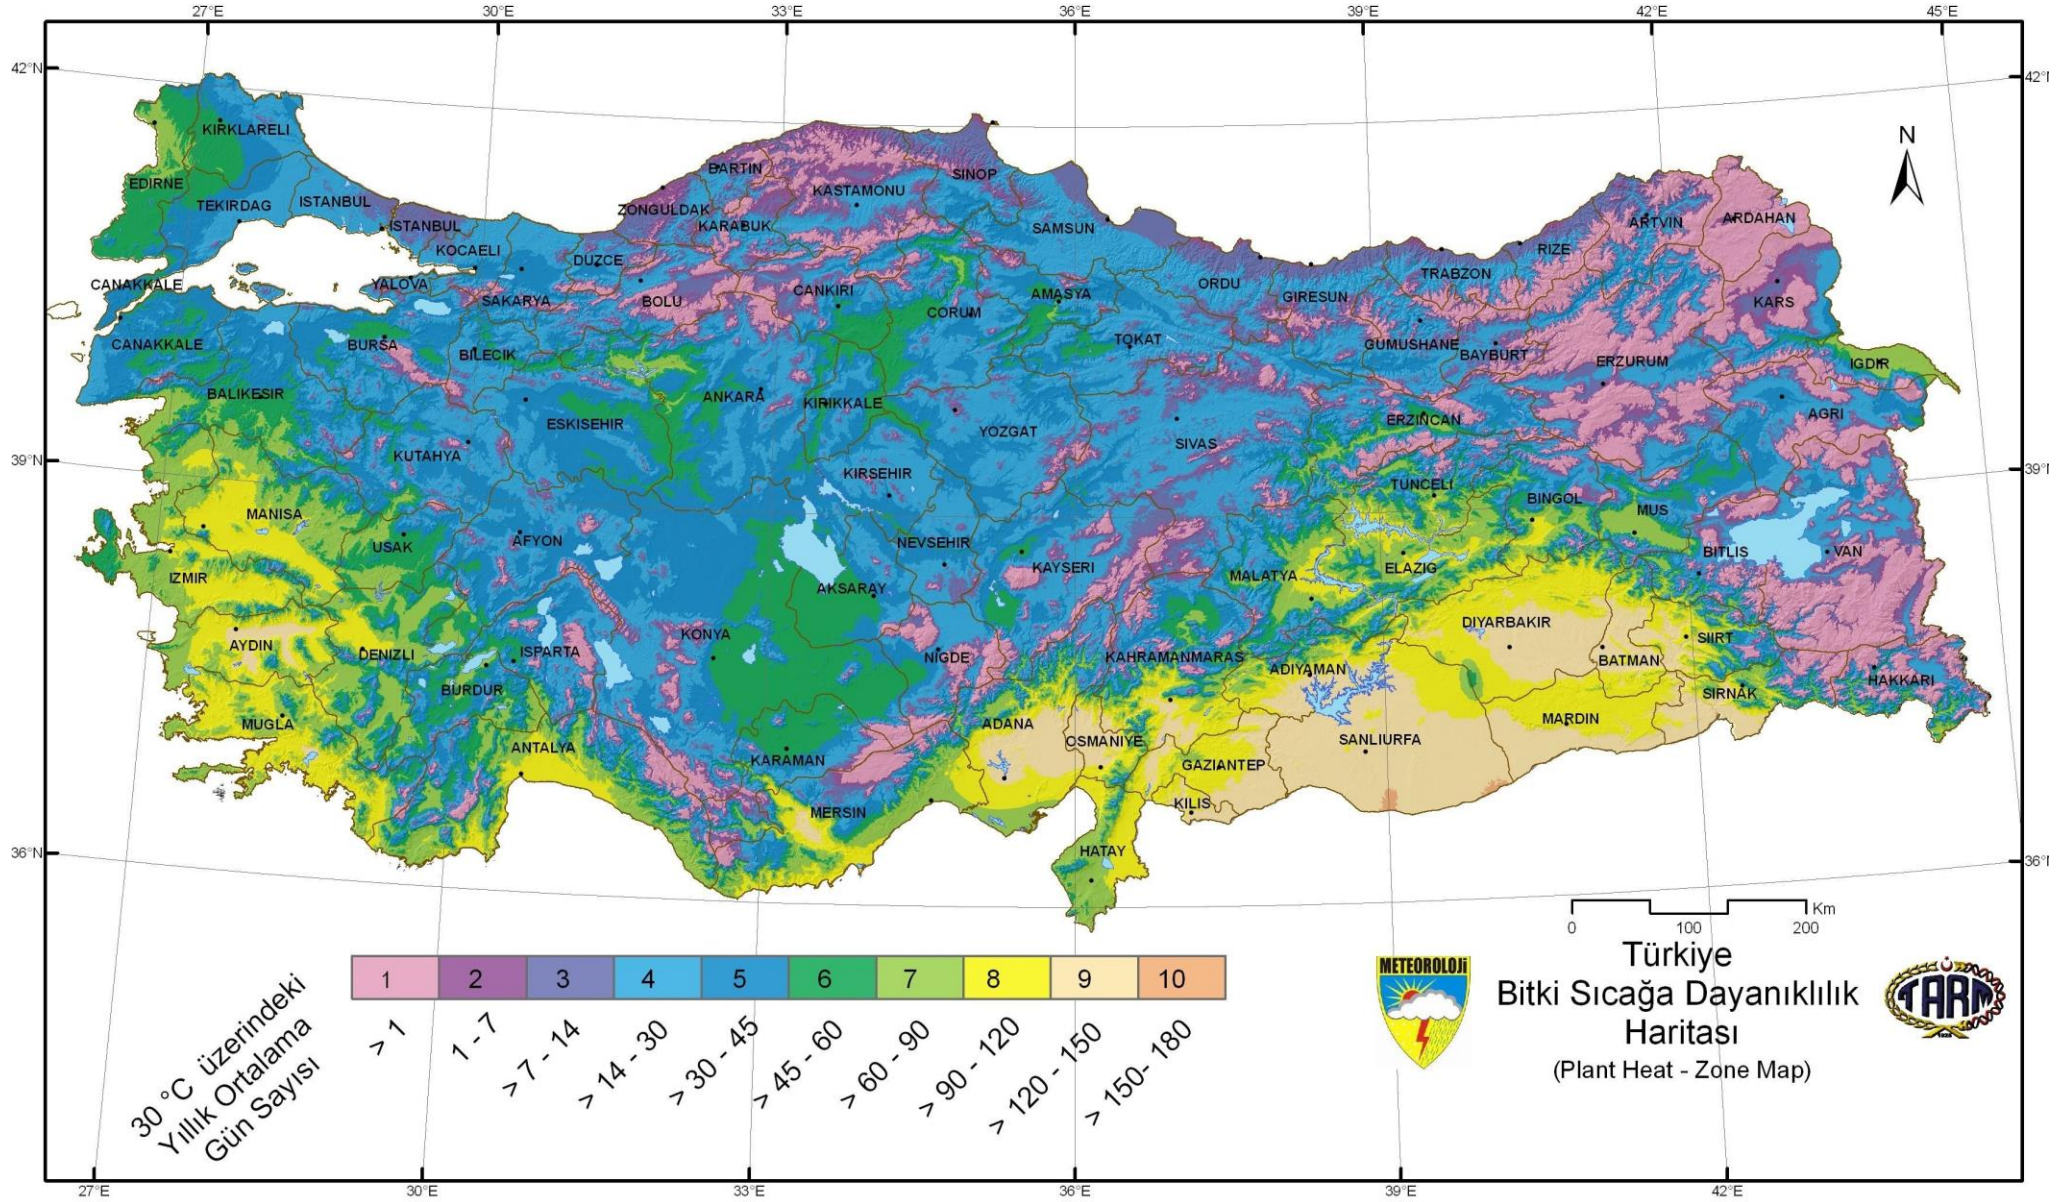 27°E 30°E 33°E 36°E 39°E 42°E 45°E
42°N 42°N
N
KIRKLARELI
BARTIN
SINOP
EDIRNE
KASTAMONU
TEKIRDAG ISTANBUL
ZONGULDAK
ARDAHAN
ISTANBUL
KARABUK
SAMSUN
ARTVIN
KOCAELI
RIZE
DUZCE
TRABZON
CANAKKALE
YALOVA
SAKARYA
BOLU
CANKIRI
AMASYA
ORDU
GIRESUN
KARS
CORUM
CANAKKALE
BURSA
BILECIK
TOKAT
GUMUSHANE
BAYBURT
ERZURUM
IGDIR
BALIKESIR
ANKARA
KIRIKKALE
ERZINCAN
AGRI
ESKISEHIR
YOZGAT
SIVAS
39°N 39°N
KUTAHYA
KIRSEHIR
TUNCELI
BINGOL
MUS
MANISA
USAK
AFYON
NEVSEHIR
KAYSERI
BITLIS
VAN
IZMIR
AKSARAY
MALATYA
ELAZIG
AYDIN
DENIZLI
ISPARTA
KONYA
NIGDE
KAHRAMANMARAS
ADIYAMAN
DIYARBAKIR
BATMAN
SIIRT
BURDUR
HAKKARI
SIRNAK
MUGLA
ANTALYA
ADANA
OSMANIYE
MARDIN
KARAMAN
SANLIURFA
GAZIANTEP
MERSIN
KILIS
36°N 36°N
HATAY
Km
0 100 200
1 2 3 4 5 6 7 8 9 10
> 1 1 - 7 > 7 - 14 > 14 - 30 > 30 - 45 > 45 - 60 > 60 - 90 > 90 - 120 > 120 - 150 > 150- 180
30 °C üzerindeki
Yıllık Ortalama
Gün Sayısı
METEOROLOJİ
Türkiye
Bitki Sıcağa Dayanıklılık
Haritası
(Plant Heat - Zone Map)
TARM
27°E 30°E 33°E 36°E 39°E 42°E